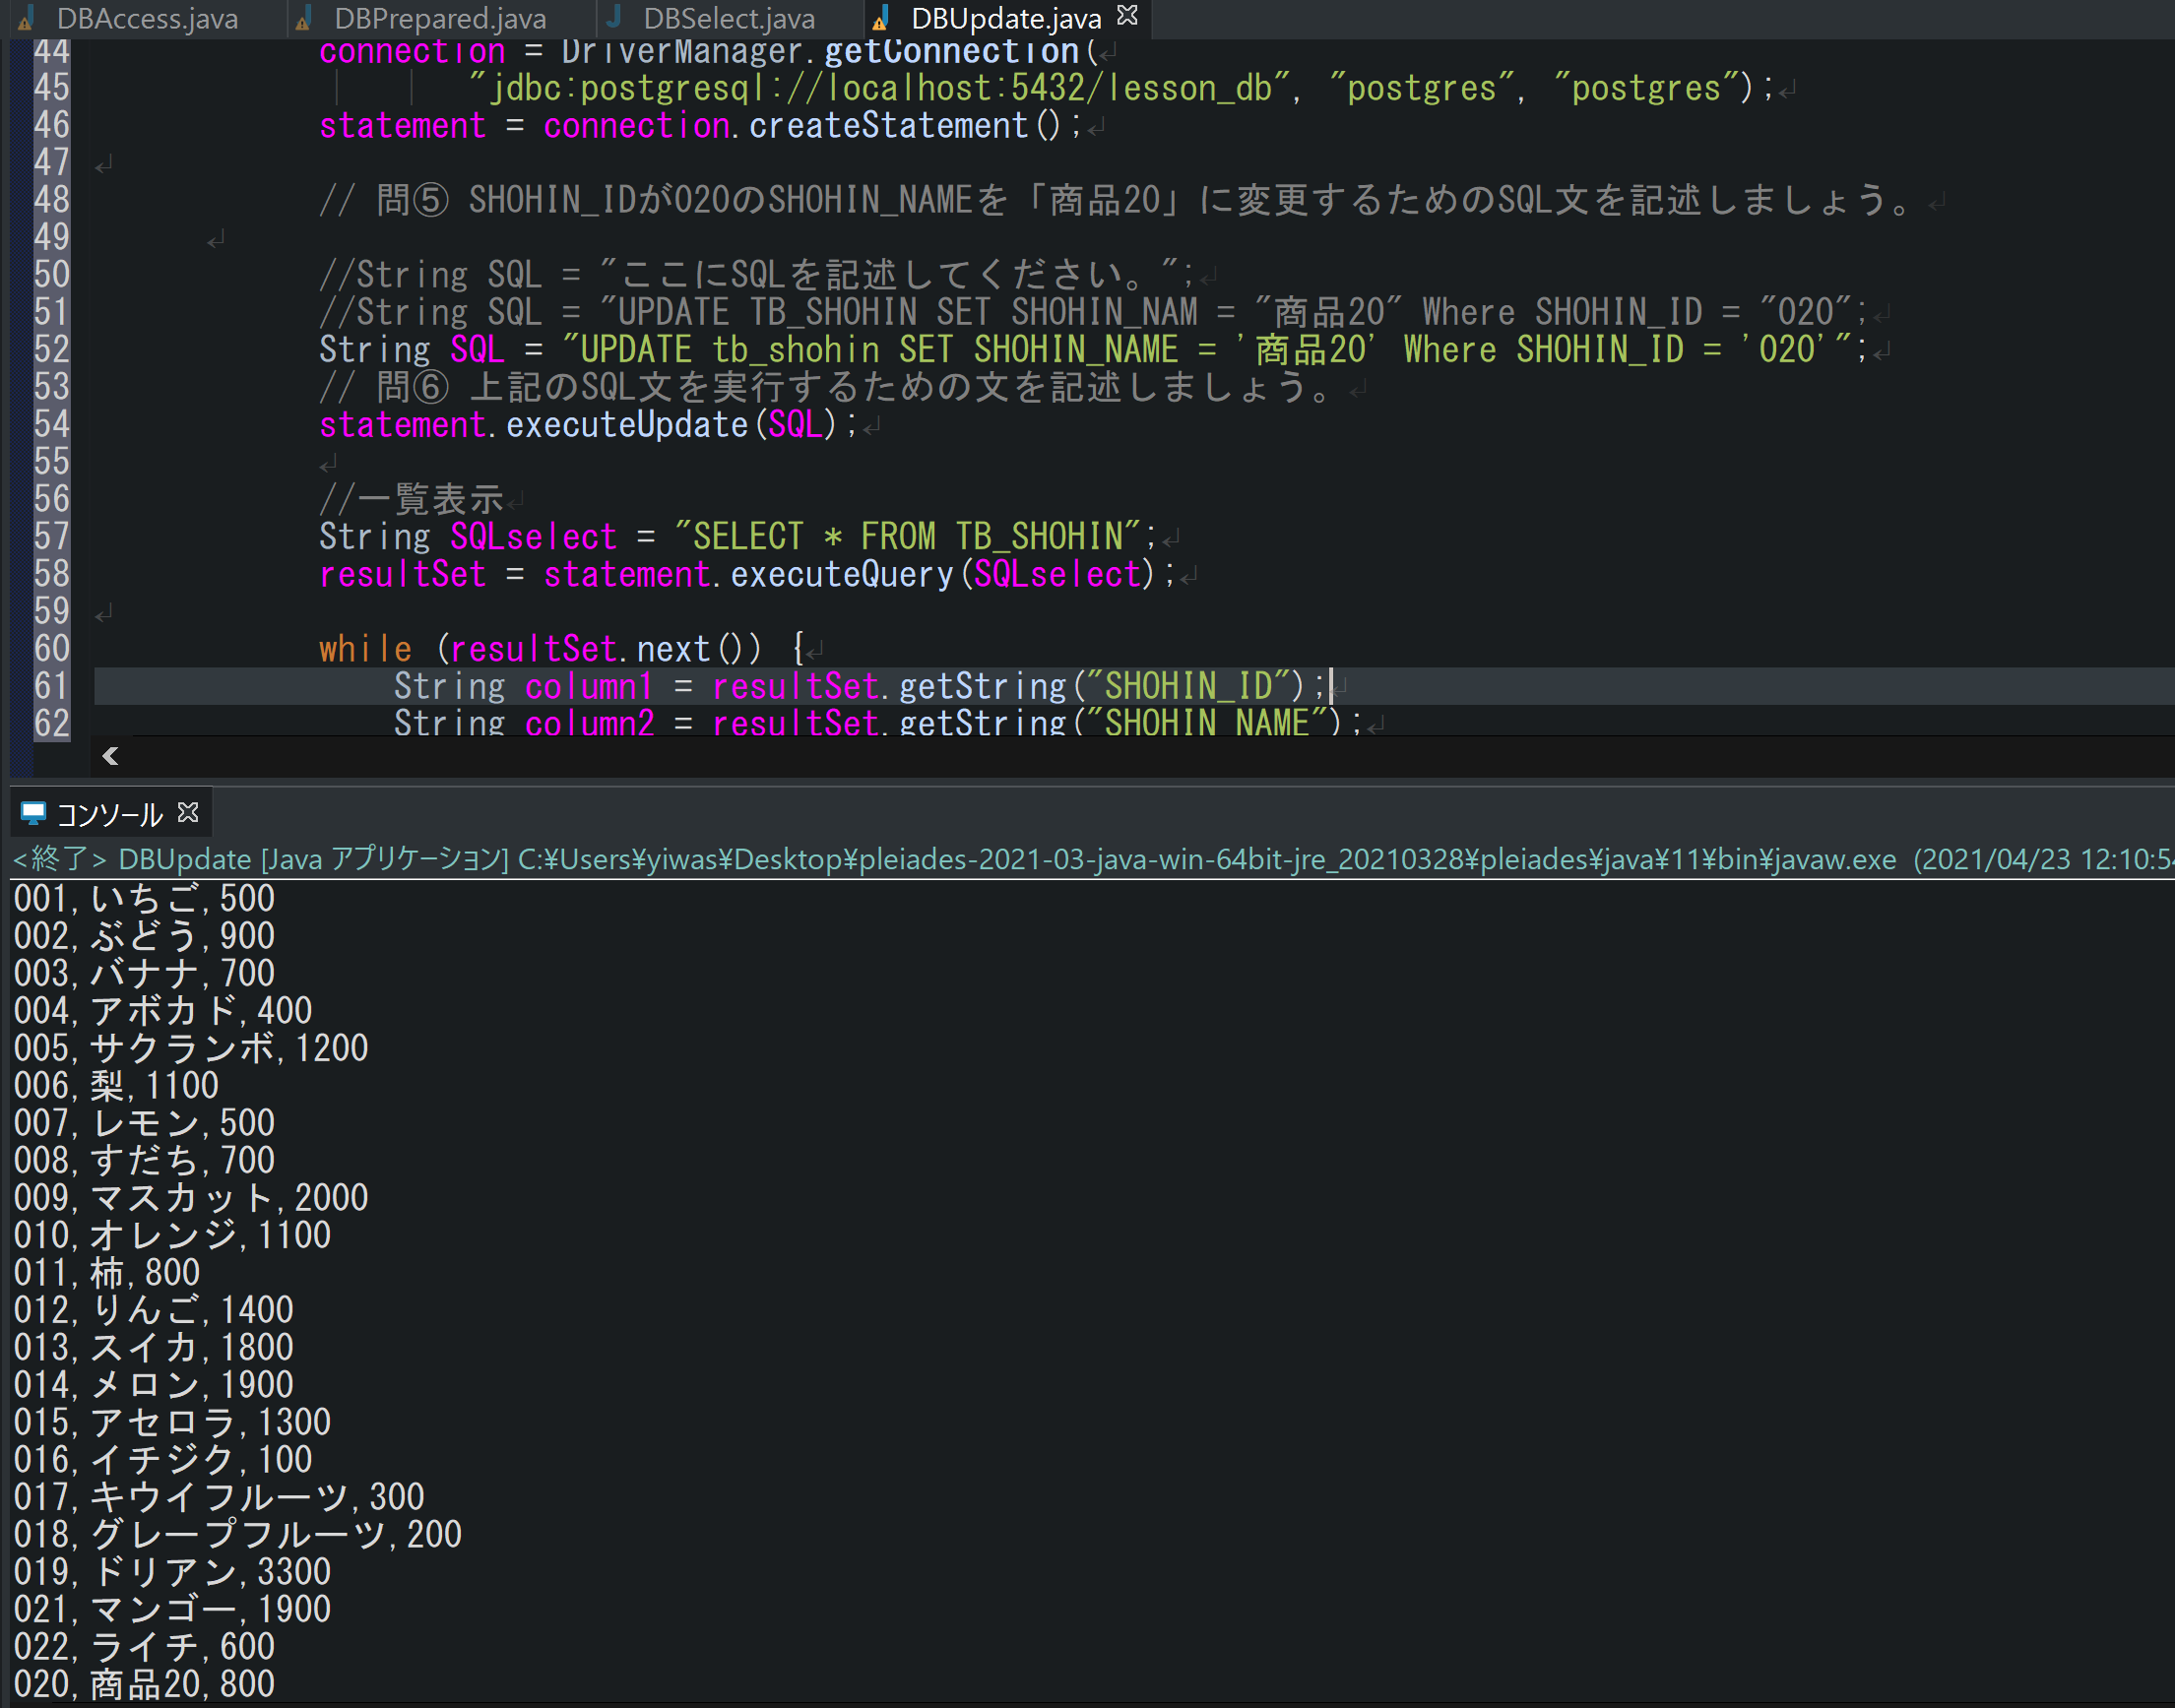 DBAccess.java DBPrepared.java DBSelect.java DBUpdate.java
44 connection = DriverManager.getConnection(
45 "jdbc:postgresql://localhost:5432/lesson_db", "postgres", "postgres");
46 statement = connection.createStatement();
47
48 // 問⑤ SHOHIN_IDが020のSHOHIN_NAMEを「商品20」に変更するためのSQL文を記述しましょう。
49
50 //String SQL = "ここにSQLを記述してください。";
51 //String SQL = "UPDATE TB_SHOHIN SET SHOHIN_NAM = "商品20" Where SHOHIN_ID = "020";
52 String SQL = "UPDATE tb_shohin SET SHOHIN_NAME = '商品20' Where SHOHIN_ID = '020'";
53 // 問⑥ 上記のSQL文を実行するための文を記述しましょう。
54 statement.executeUpdate(SQL);
55
56 //一覧表示
57 String SQLselect = "SELECT * FROM TB_SHOHIN";
58 resultSet = statement.executeQuery(SQLselect);
59
60 while (resultSet.next()) {
61 String column1 = resultSet.getString("SHOHIN_ID");
62 String column2 = resultSet.getString("SHOHIN_NAME");
コンソール
<終了> DBUpdate [Java アプリケーション] C:¥Users¥yiwas¥Desktop¥pleiades-2021-03-java-win-64bit-jre_20210328¥pleiades¥java¥11¥bin¥javaw.exe (2021/04/23 12:10:54
001,いちご,500
002,ぶどう,900
003,バナナ,700
004,アボカド,400
005,サクランボ,1200
006,梨,1100
007,レモン,500
008,すだち,700
009,マスカット,2000
010,オレンジ,1100
011,柿,800
012,りんご,1400
013,スイカ,1800
014,メロン,1900
015,アセロラ,1300
016,イチジク,100
017,キウイフルーツ,300
018,グレープフルーツ,200
019,ドリアン,3300
021,マンゴー,1900
022,ライチ,600
020,商品20,800